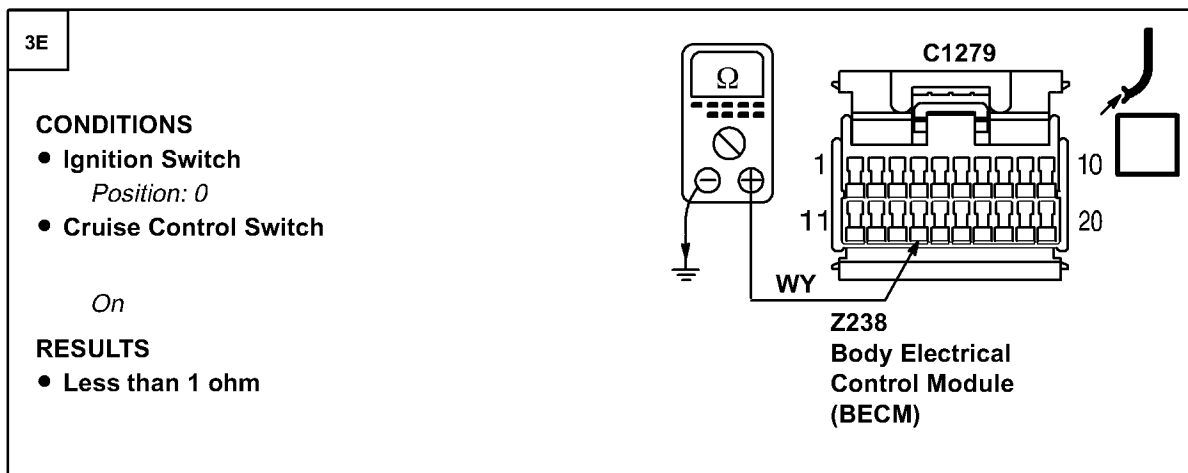 3E
CONDITIONS
• Ignition Switch
Position: 0
• Cruise Control Switch
On
RESULTS
• Less than 1 ohm
Ω
C1279
1
10
11
20
WY
Z238
Body Electrical
Control Module
(BECM)